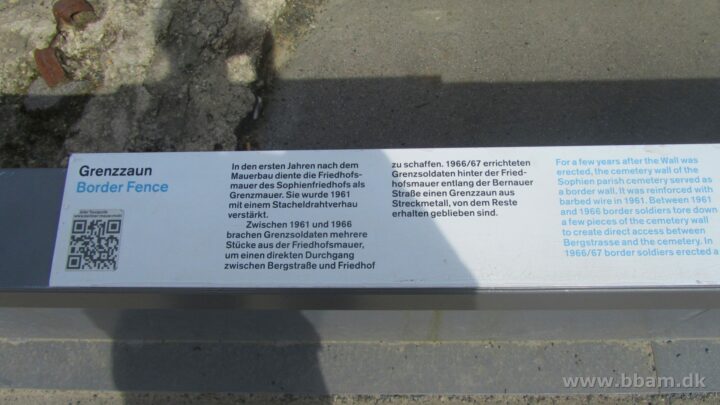 Grenzzaun
Border Fence
In den ersten Jahren nach dem
Mauerbau diente die Friedhofs-
mauer des Sophienfriedhofs als
Grenzmauer. Sie wurde 1961
mit einem Stacheldrahtverhau
verstärkt.
Zwischen 1961 und 1966
brachen Grenzsoldaten mehrere
Stücke aus der Friedhofsmauer,
um einen direkten Durchgang
zwischen Bergstraße und Friedhof
zu schaffen. 1966/67 errichteten
Grenzsoldaten hinter der Fried-
hofsmauer entlang der Bernauer
Straße einen Grenzzaun aus
Streckmetall, von dem Reste
erhalten geblieben sind.
For a few years after the Wall was
erected, the cemetery wall of the
Sophien parish cemetery served as
a border wall. It was reinforced with
barbed wire in 1961. Between 1961
and 1966 border soldiers tore down
a few pieces of the cemetery wall
to create direct access between
Bergstrasse and the cemetery. In
1966/67 border soldiers erected a
www.bbam.dk